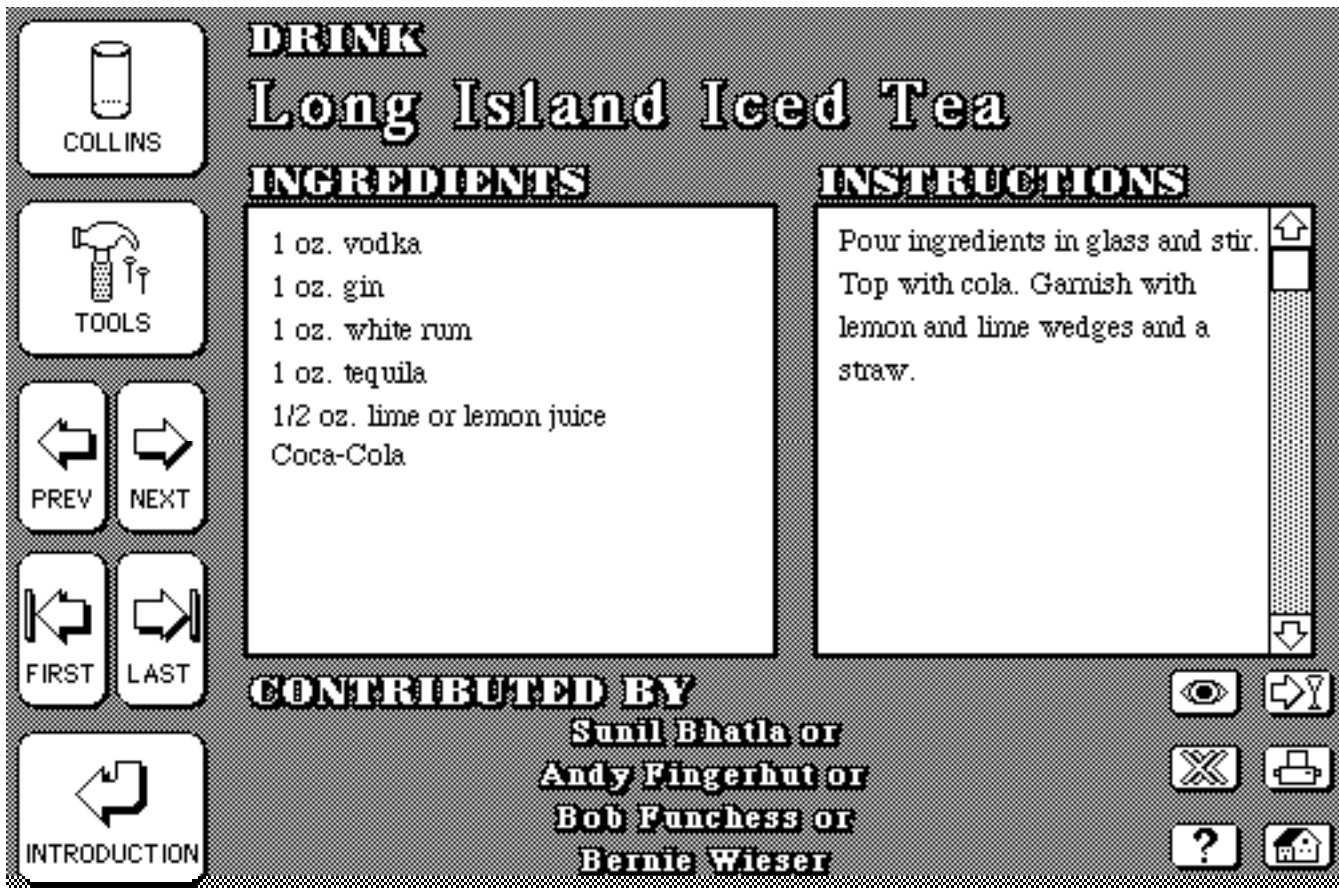 COLLINS
TOOLS
PREV
NEXT
FIRST
LAST
INTRODUCTION
DRINK
Long Island Iced Tea
INGREDIENTS
1 oz. vodka
1 oz. gin
1 oz. white rum
1 oz. tequila
1/2 oz. lime or lemon juice
Coca-Cola
INSTRUCTIONS
Pour ingredients in glass and stir.
Top with cola. Garnish with
lemon and lime wedges and a
straw.
CONTRIBUTED BY
Sunil Bhatla or
Andy Fingerhut or
Bob Funchess or
Bernie Wieser
?